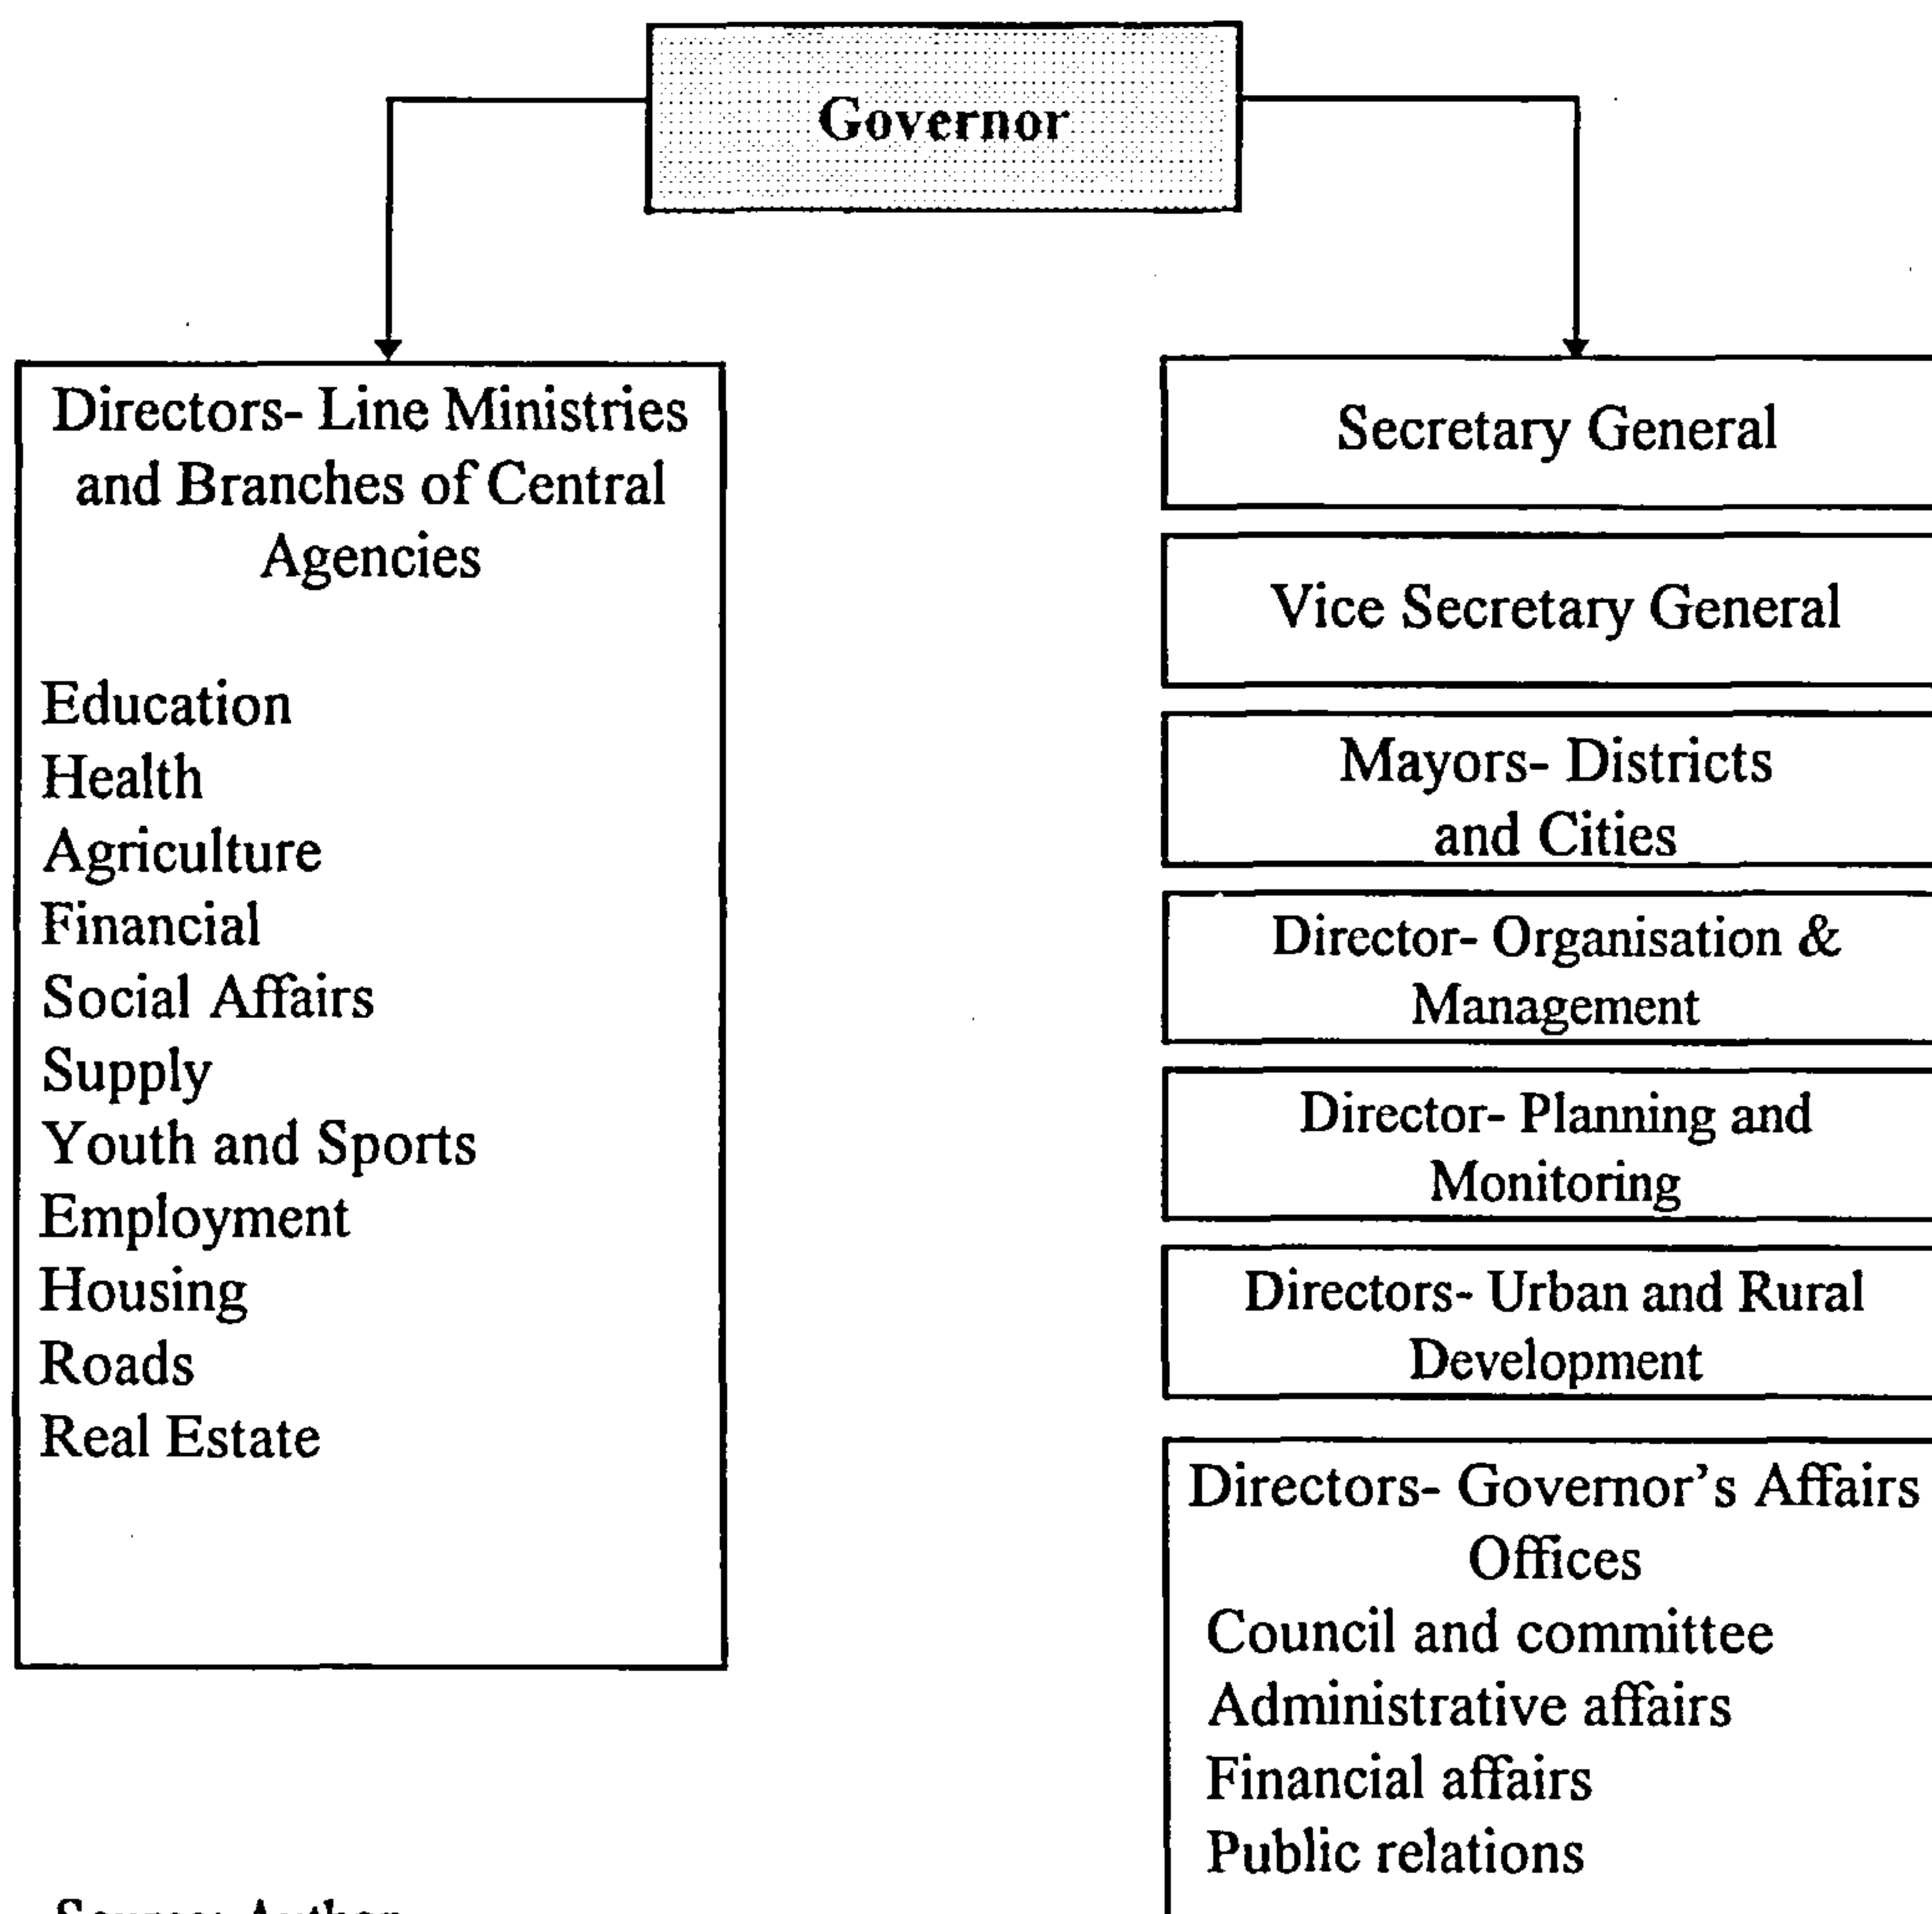 Governor
Directors- Line Ministries
and Branches of Central
Agencies
Education
Health
Agriculture
Financial
Social Affairs
Supply
Youth and Sports
Employment
Housing
Roads
Real Estate
Secretary General
Vice Secretary General
Mayors- Districts
and Cities
Director- Organisation &
Management
Director- Planning and
Monitoring
Directors- Urban and Rural
Development
Directors- Governor's Affairs
Offices
Council and committee
Administrative affairs
Financial affairs
Public relations